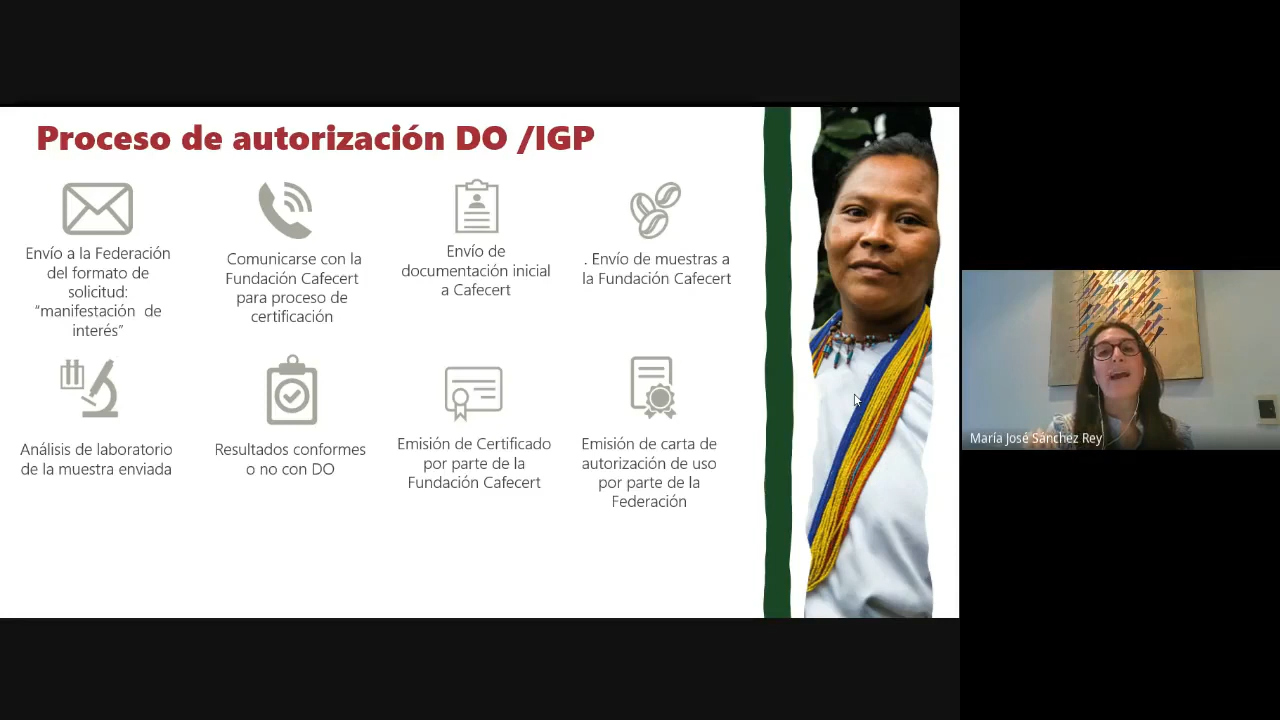 Proceso de autorización DO /IGP
Envío a la Federación
del formato de
solicitud:
“manifestación de
interés”
Comunicarse con la
Fundación Cafecert
para proceso de
certificación
Envío de
documentación inicial
a Cafecert
. Envío de muestras a
la Fundación Cafecert
Análisis de laboratorio
de la muestra enviada
Resultados conformes
o no con DO
Emisión de Certificado
por parte de la
Fundación Cafecert
Emisión de carta de
autorización de uso
por parte de la
Federación
María José Sánchez Rey